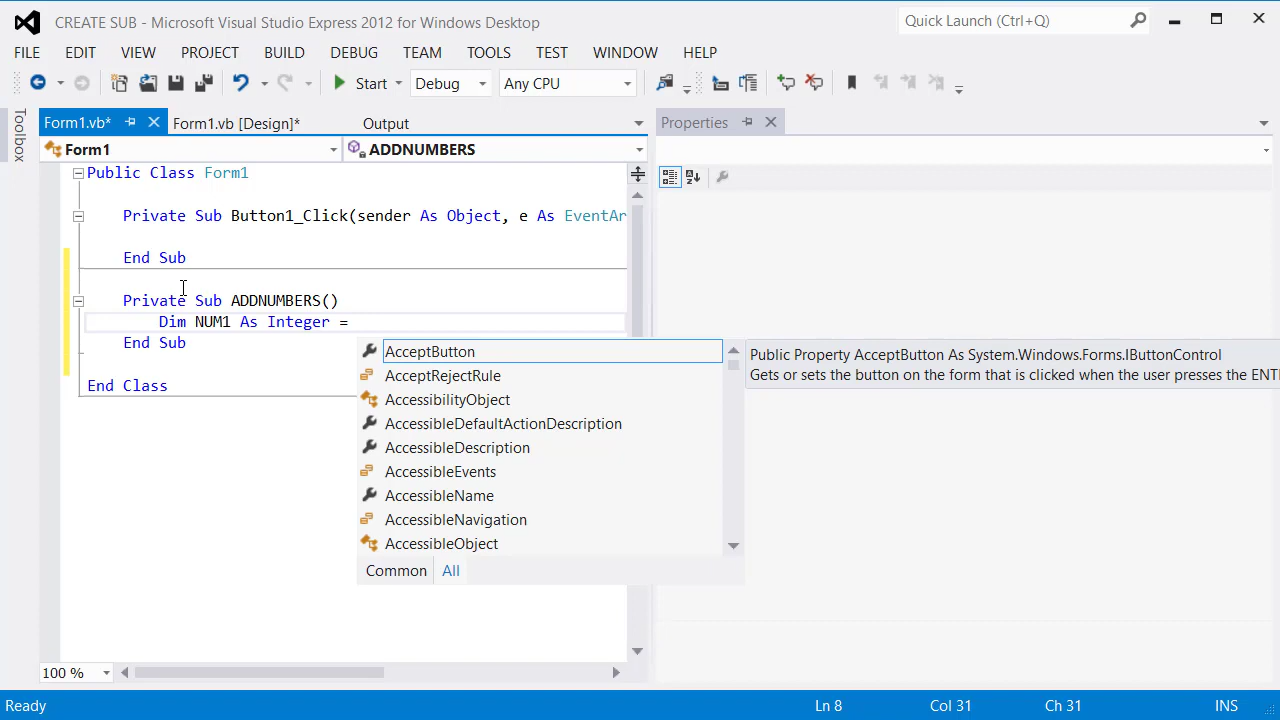 CREATE SUB - Microsoft Visual Studio Express 2012 for Windows Desktop
Quick Launch (Ctrl+Q)
FILE EDIT VIEW PROJECT BUILD DEBUG TEAM TOOLS TEST WINDOW HELP
Start Debug Any CPU
Toolbox
Form1.vb* Form1.vb [Design]* Output
Properties
Form1 ADDNUMBERS
Public Class Form1
Private Sub Button1_Click(sender As Object, e As EventAr
End Sub
Private Sub ADDNUMBERS()
Dim NUM1 As Integer =
End Sub
End Class
AcceptButton
AcceptRejectRule
AccessibilityObject
AccessibleDefaultActionDescription
AccessibleDescription
AccessibleEvents
AccessibleName
AccessibleNavigation
AccessibleObject
Common All
Public Property AcceptButton As System.Windows.Forms.IButtonControl
Gets or sets the button on the form that is clicked when the user presses the ENT
100 %
Ready Ln 8 Col 31 Ch 31 INS